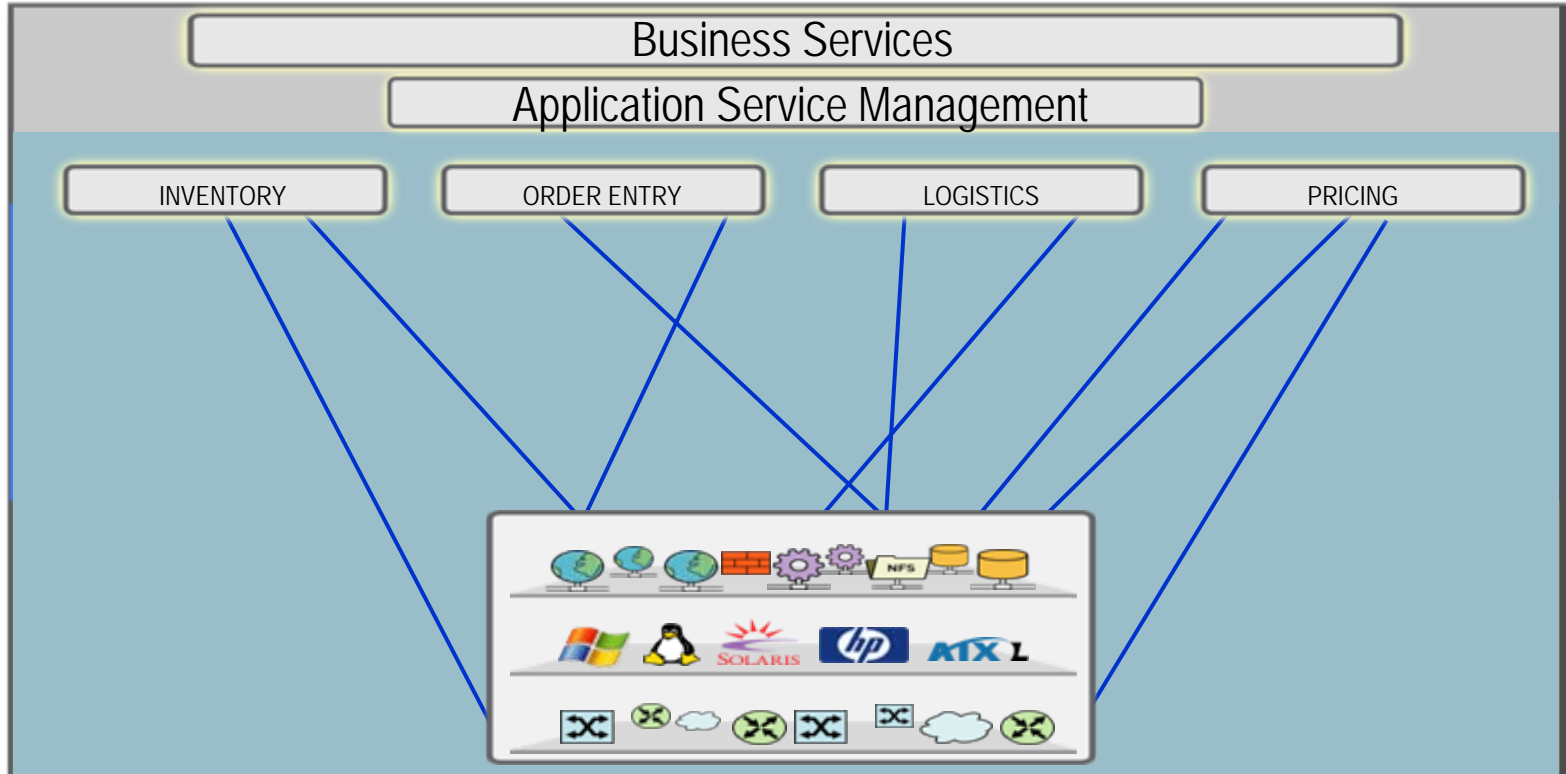 Business Services
Application Service Management
INVENTORY
ORDER ENTRY
LOGISTICS
PRICING
NFS
SOLARIS
hp
AIX L